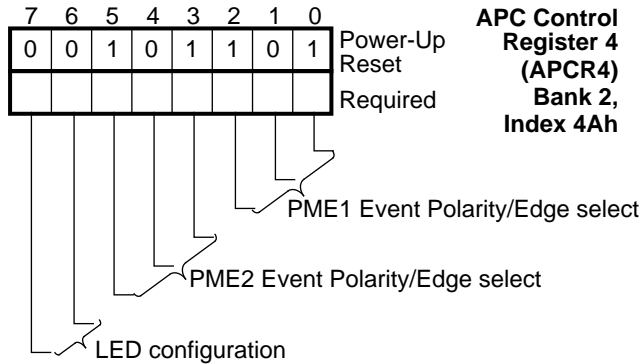 7 6 5 4 3 2 1 0
0 0 1 0 1 1 0 1
Power-Up
Reset
Required
APC Control
Register 4
(APCR4)
Bank 2,
Index 4Ah
PME1 Event Polarity/Edge select
PME2 Event Polarity/Edge select
LED configuration